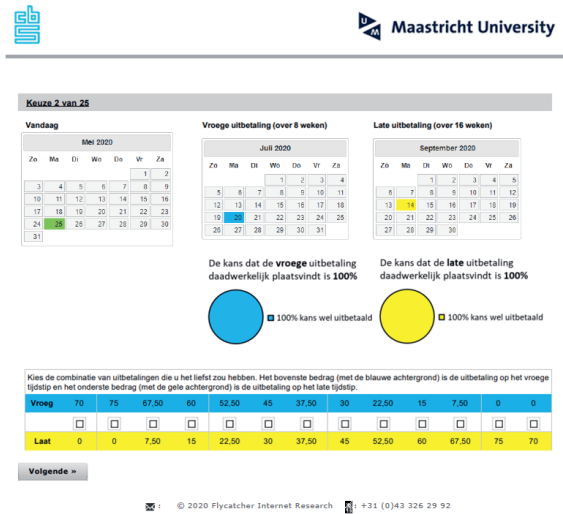 cbs
UM Maastricht University
Keuze 2 van 25
Vandaag
Mei 2020
Zo Ma Di Wo Do Vr Za
1 2
3 4 5 6 7 8 9
10 11 12 13 14 15 16
17 18 19 20 21 22 23
24 25 26 27 28 29 30
31
Vroege uitbetaling (over 8 weken)
Juli 2020
Zo Ma Di Wo Do Vr Za
1 2 3 4
5 6 7 8 9 10 11
12 13 14 15 16 17 18
19 20 21 22 23 24 25
26 27 28 29 30 31
Late uitbetaling (over 16 weken)
September 2020
Zo Ma Di Wo Do Vr Za
1 2 3 4 5
6 7 8 9 10 11 12
13 14 15 16 17 18 19
20 21 22 23 24 25 26
27 28 29 30
De kans dat de vroege uitbetaling
daadwerkelijk plaatsvindt is 100%
100% kans wel uitbetaald
De kans dat de late uitbetaling
daadwerkelijk plaatsvindt is 100%
100% kans wel uitbetaald
Kies de combinatie van uitbetalingen die u het liefst zou hebben. Het bovenste bedrag (met de blauwe achtergrond) is de uitbetaling op het vroege
tijdstip en het onderste bedrag (met de gele achtergrond) is de uitbetaling op het late tijdstip.
Vroeg 70 75 67,50 60 52,50 45 37,50 30 22,50 15 7,50 0 0
Laat 0 0 7,50 15 22,50 30 37,50 45 52,50 60 67,50 75 70
Volgende »
: © 2020 Flycatcher Internet Research : +31 (0)43 326 29 92